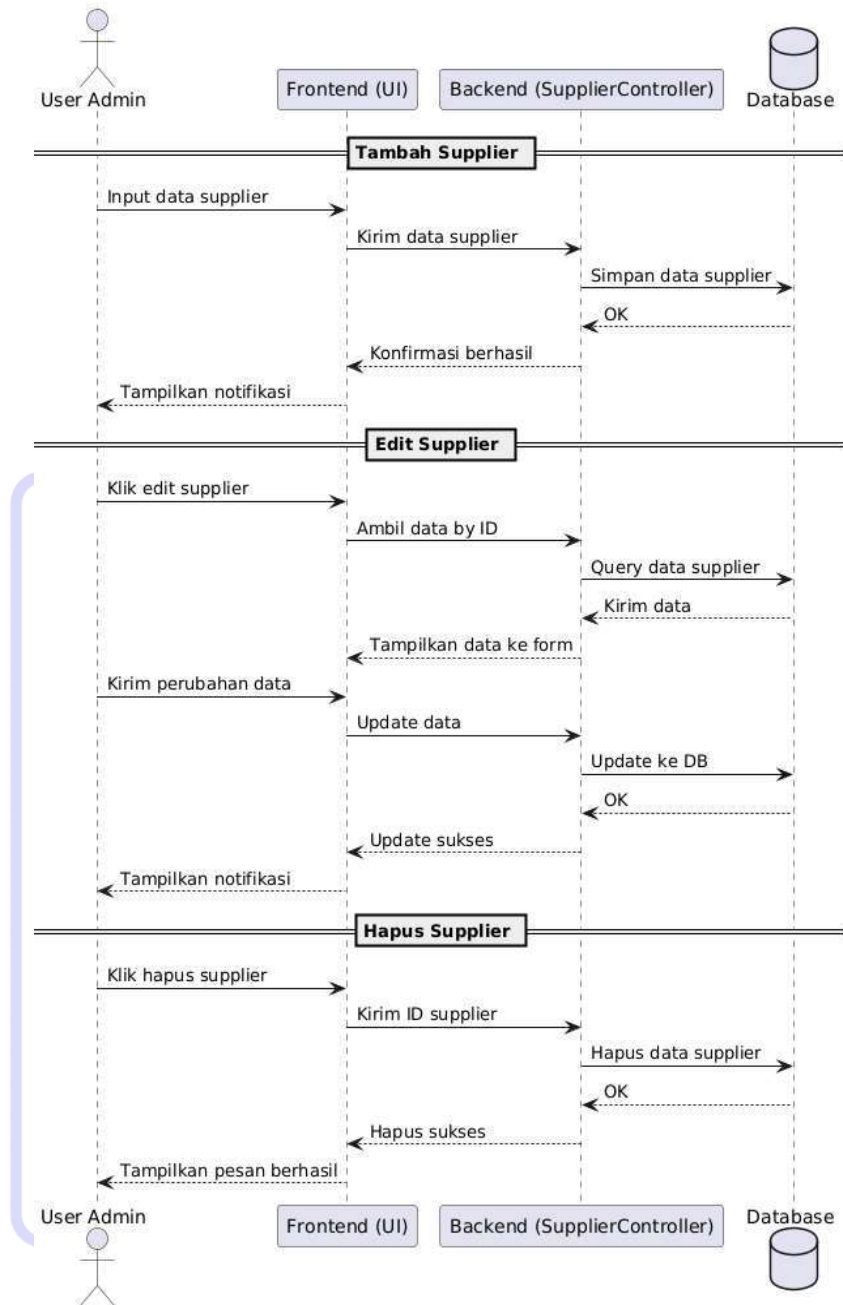 User Admin
Frontend (UI)
Backend (SupplierController)
Database
Tambah Supplier
Input data supplier
Kirim data supplier
Simpan data supplier
OK
Konfirmasi berhasil
Tampilkan notifikasi
Edit Supplier
Klik edit supplier
Ambil data by ID
Query data supplier
Kirim data
Tampilkan data ke form
Kirim perubahan data
Update data
Update ke DB
OK
Update sukses
Tampilkan notifikasi
Hapus Supplier
Klik hapus supplier
Kirim ID supplier
Hapus data supplier
OK
Hapus sukses
Tampilkan pesan berhasil
User Admin
Frontend (UI)
Backend (SupplierController)
Database